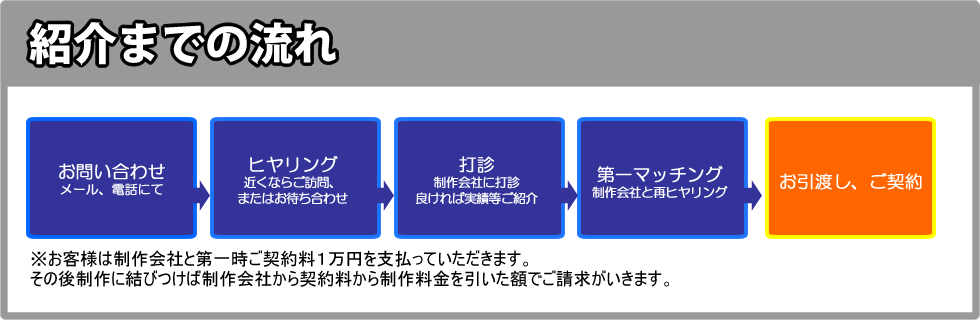 紹介までの流れ
お問い合わせ
メール、電話にて
ヒヤリング
近くならご訪問、
またはお待ち合わせ
打診
制作会社に打診
良ければ実績等ご紹介
第一マッチング
制作会社と再ヒヤリング
お引渡し、ご契約
※お客様は制作会社と第一時ご契約料１万円を支払っていただきます。
その後制作に結びつけば制作会社から契約料から制作料金を引いた額でご請求がいきます。